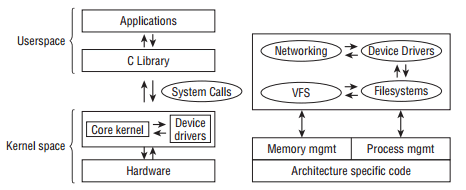 Userspace
Applications
C Library
System Calls
Kernel space
Core kernel
Device
drivers
Hardware
Networking
Device Drivers
VFS
Filesystems
Memory mgmt
Process mgmt
Architecture specific code